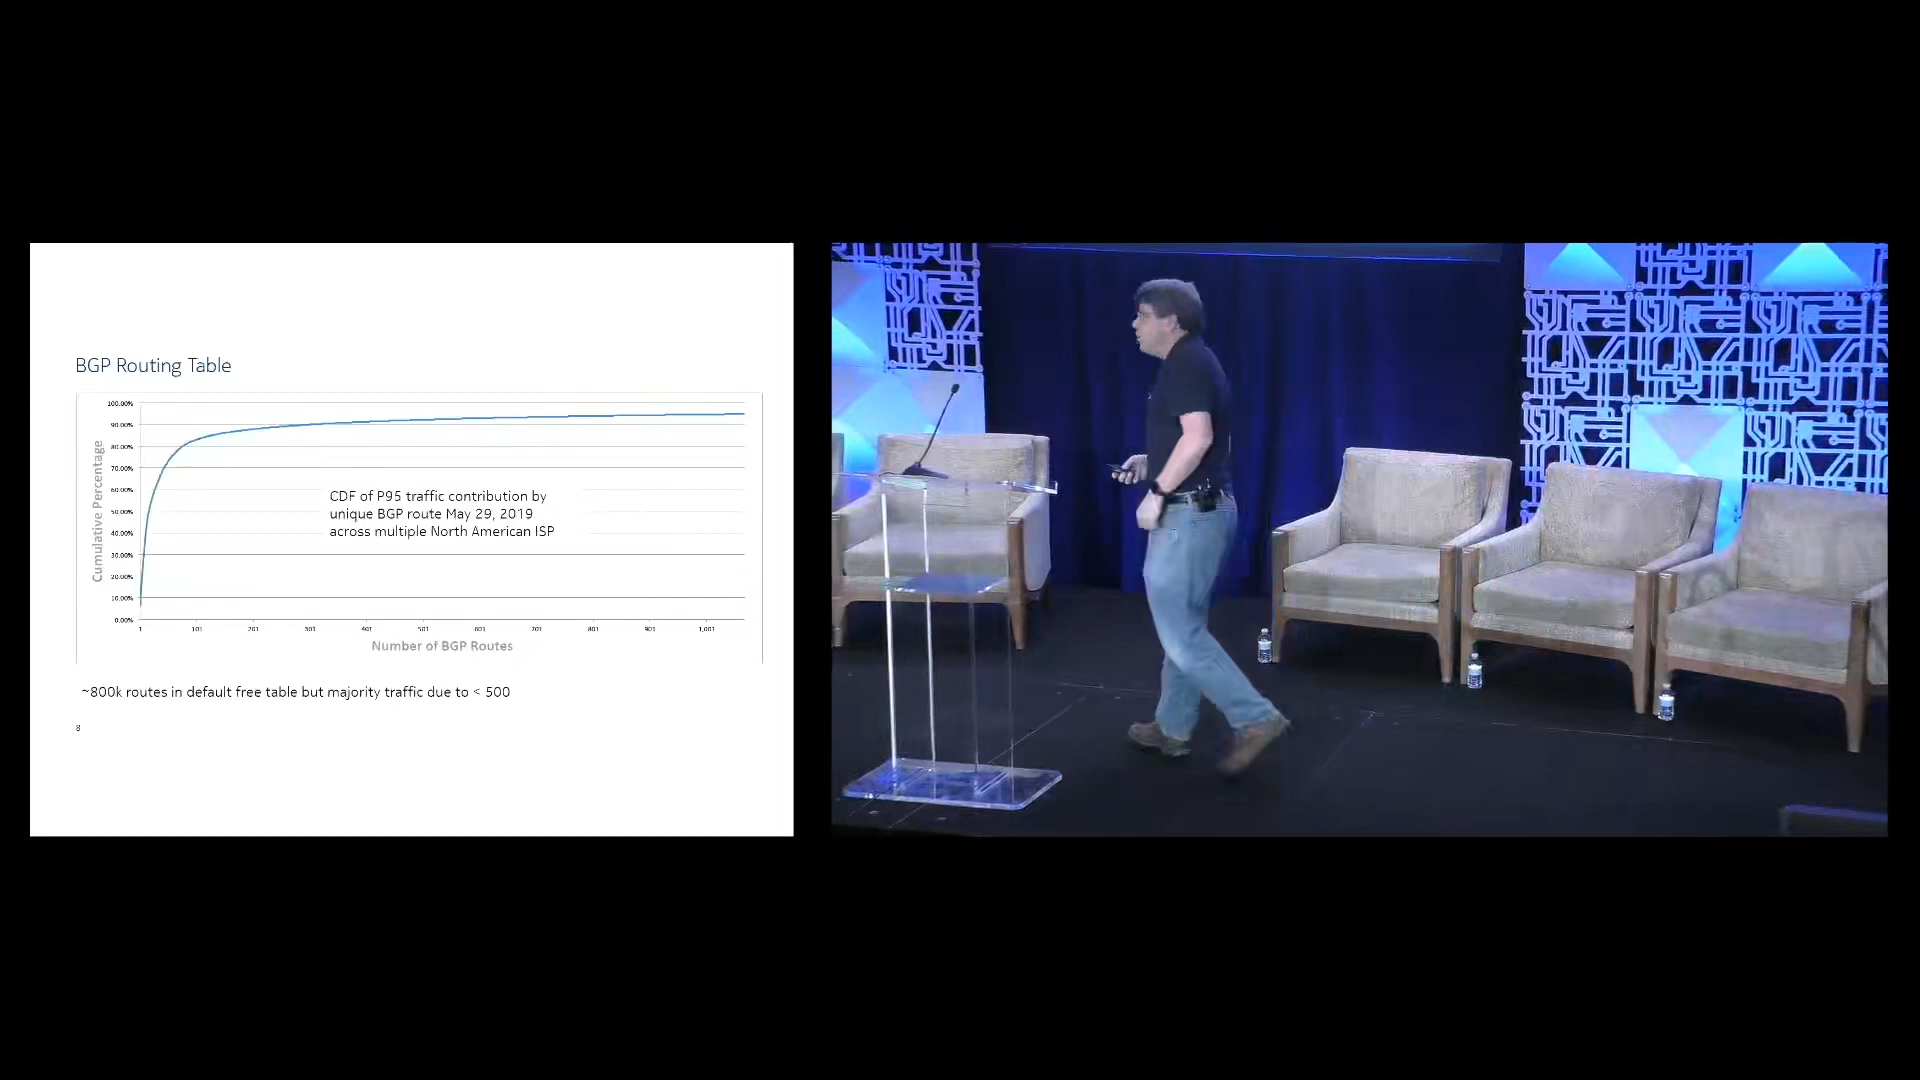 BGP Routing Table
100.00%
90.00%
80.00%
70.00%
60.00%
50.00%
40.00%
30.00%
20.00%
10.00%
0.00%
Cumulative Percentage
CDF of P95 traffic contribution by
unique BGP route May 29, 2019
across multiple North American ISP
1 101 201 301 401 501 601 701 801 901 1,001
Number of BGP Routes
~800k routes in default free table but majority traffic due to < 500
8